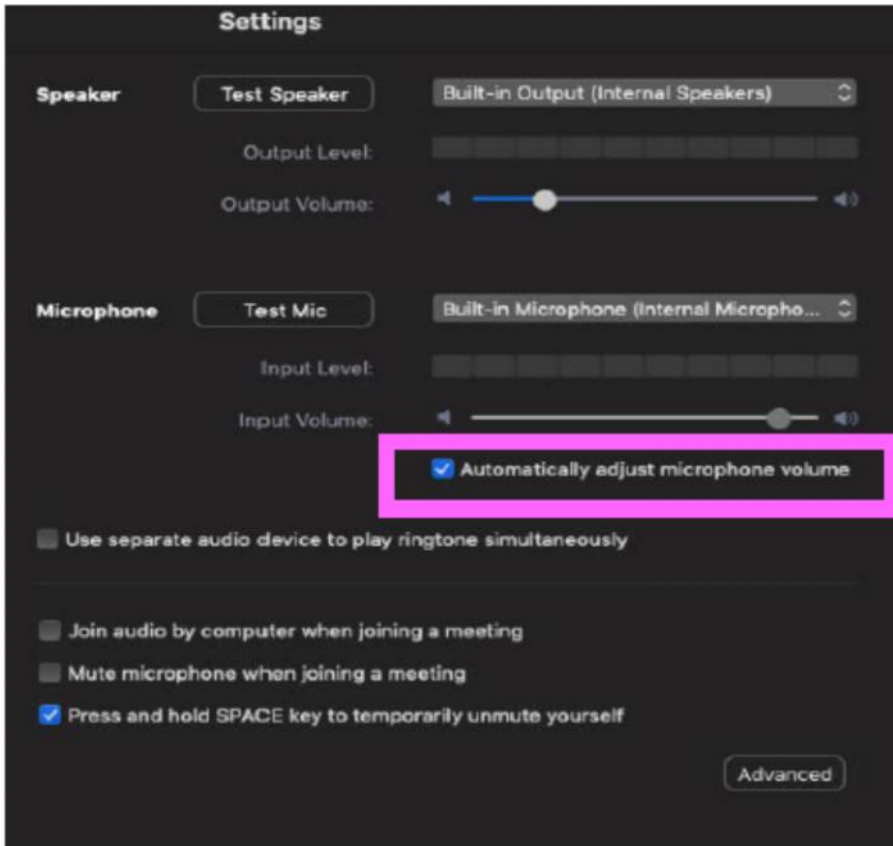 Settings
Speaker Test Speaker Built-in Output (Internal Speakers)
Output Level:
Output Volume:
Microphone Test Mic Built-in Microphone (Internal Micropho...
Input Level:
Input Volume:
Automatically adjust microphone volume
Use separate audio device to play ringtone simultaneously
Join audio by computer when joining a meeting
Mute microphone when joining a meeting
Press and hold SPACE key to temporarily unmute yourself
Advanced